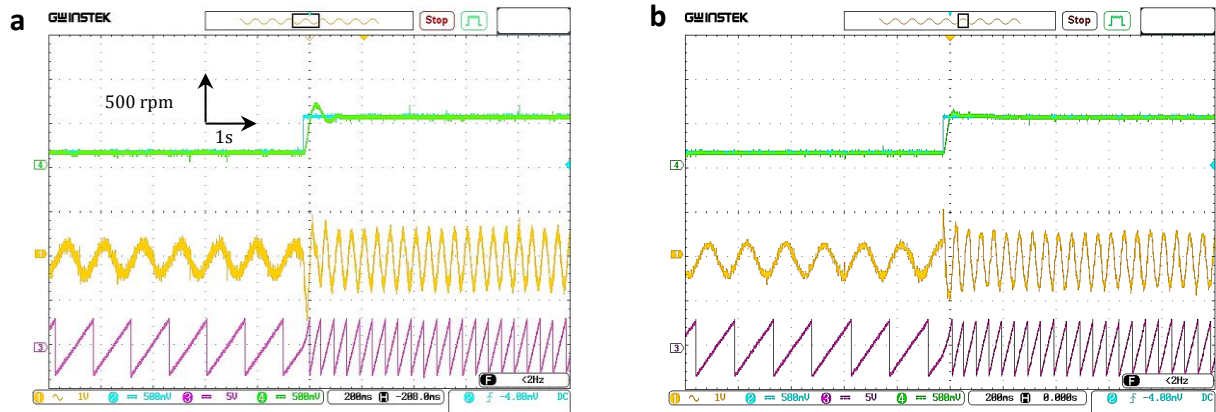 a
GWINSTEK
Stop
500 rpm
1s
4
1
3
F <2Hz
1 1V 2 500mV 3 5V 4 500mV 200ms H -208.0ms 2 -4.00mV DC
b
GWINSTEK
Stop
4
1
3
F <2Hz
1 1V 2 500mV 3 5V 4 500mV 200ms H 0.000s 2 -4.00mV DC